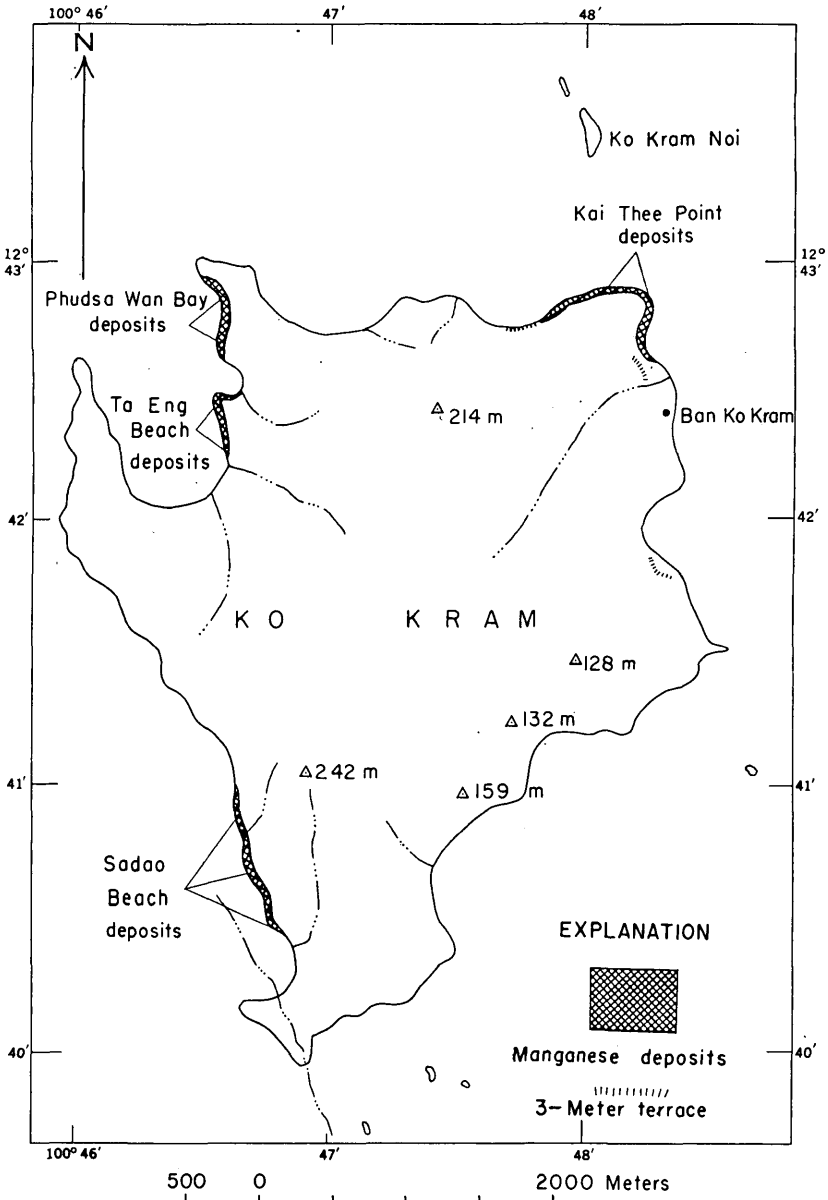 100° 46' 47' 48'
N
Ko Kram Noi
Kai Thee Point
deposits
12° 12°
43' 43'
Phudsa Wan Bay
deposits
Ta Eng
Beach
deposits
214 m
Ban Ko Kram
42' 42'
KO KRAM
128 m
132 m
242 m
159 m
41' 41'
Sadao
Beach
deposits
EXPLANATION
Manganese deposits
3-Meter terrace
40' 40'
100° 46' 47' 48'
500 0 2000 Meters